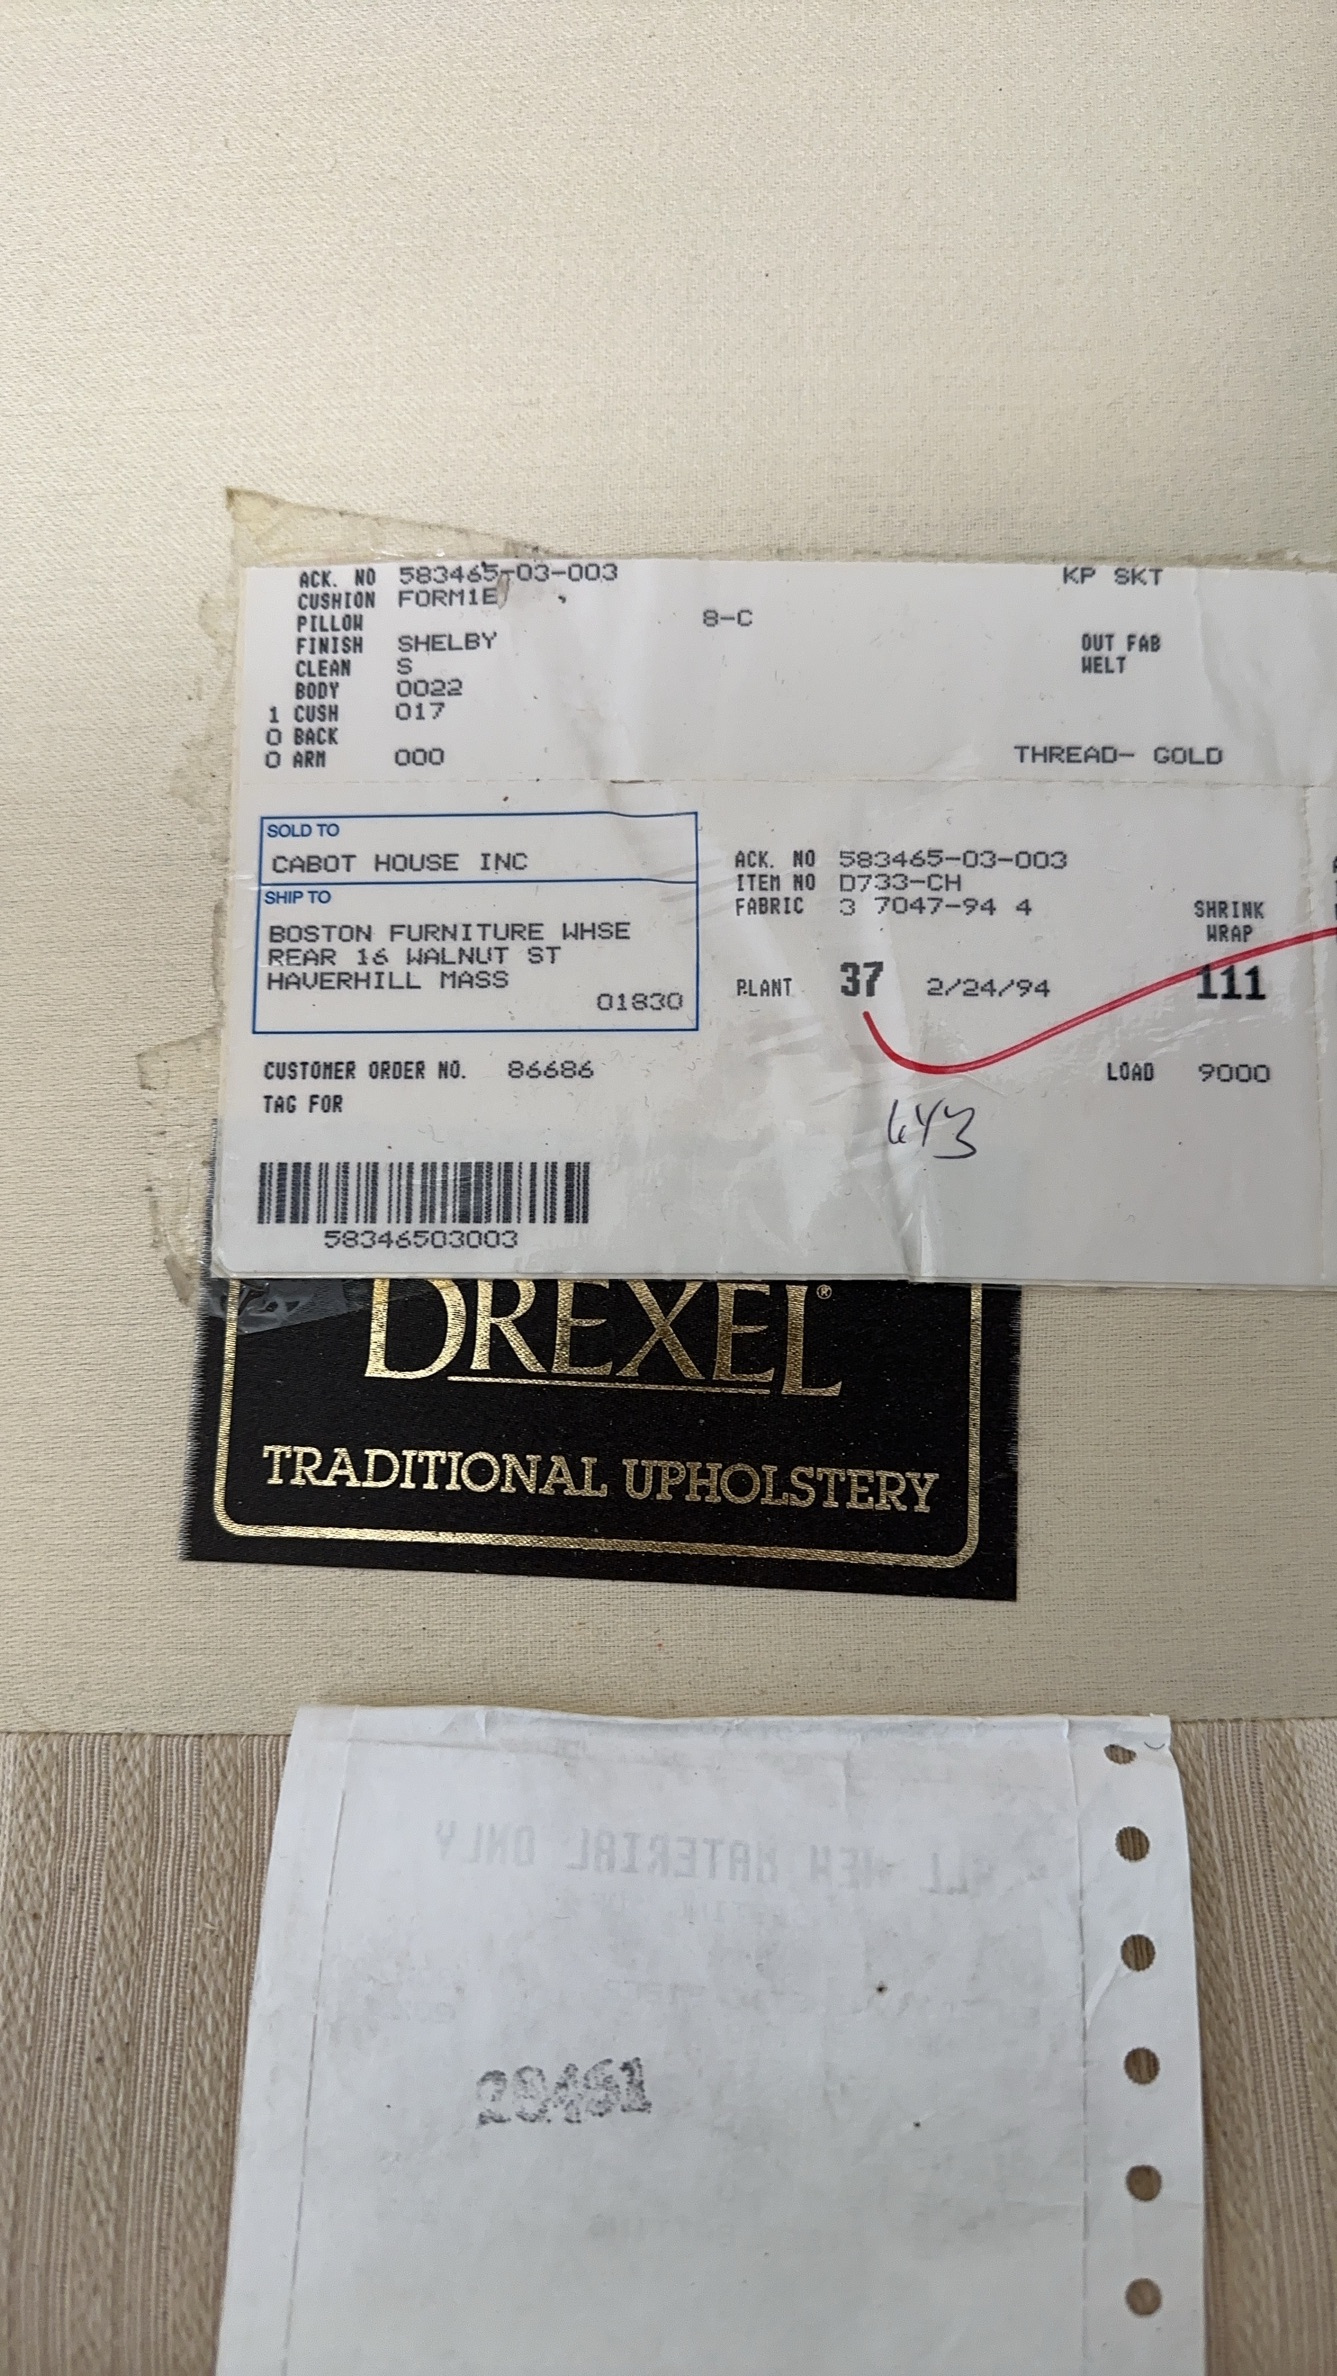 ACK. NO 583465-03-003 KP SKT
CUSHION FORM1E
PILLOW 8-C
FINISH SHELBY OUT FAB
CLEAN S WELT
BODY 0022
1 CUSH 017
0 BACK
0 ARM 000 THREAD- GOLD
SOLD TO
CABOT HOUSE INC
SHIP TO
BOSTON FURNITURE WHSE
REAR 16 WALNUT ST
HAVERHILL MASS
01830
ACK. NO 583465-03-003
ITEM NO D733-CH
FABRIC 3 7047-94 4
SHRINK
WRAP
PLANT 37 2/24/94 111
CUSTOMER ORDER NO. 86686 LOAD 9000
TAG FOR
643
58346503003
DREXEL®
TRADITIONAL UPHOLSTERY
ALL NEW MATERIAL ONLY